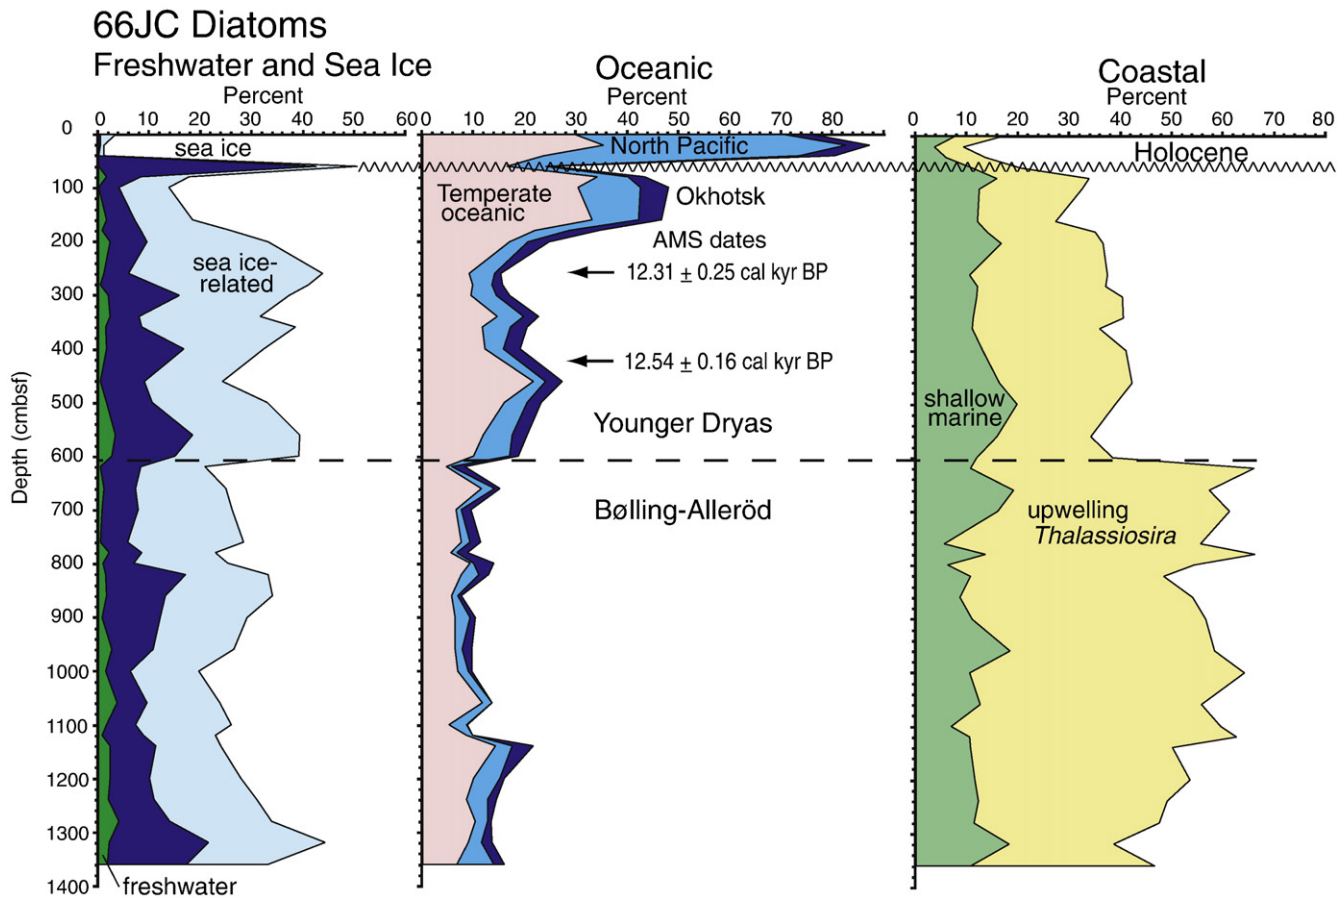 66JC Diatoms
Freshwater and Sea Ice
Oceanic
Coastal
Percent
Percent
Percent
0 10 20 30 40 50 60
0 10 20 30 40 50 60 70 80
0 10 20 30 40 50 60 70 80
Depth (cmbsf)
0
100
200
300
400
500
600
700
800
900
1000
1100
1200
1300
1400
sea ice
sea ice-
related
freshwater
North Pacific
Temperate
oceanic
Okhotsk
AMS dates
12.31 ± 0.25 cal kyr BP
12.54 ± 0.16 cal kyr BP
Younger Dryas
Bølling-Alleröd
Holocene
shallow
marine
upwelling
Thalassiosira